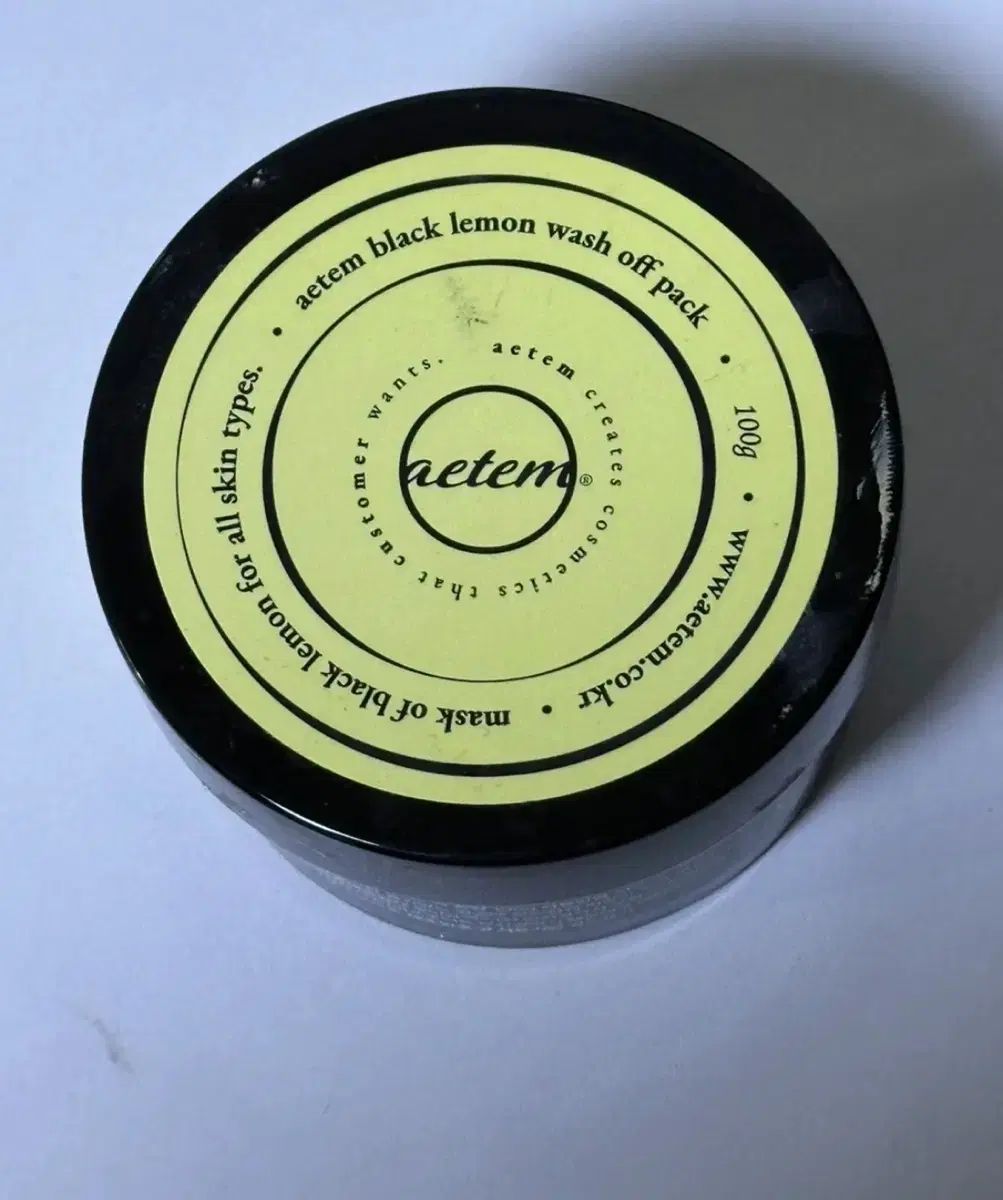 aetem black lemon wash off pack • 100g • www.aetem.co.kr • mask of black lemon for all skin types. •
aetem creates cosmetics that customer wants.
aetem®